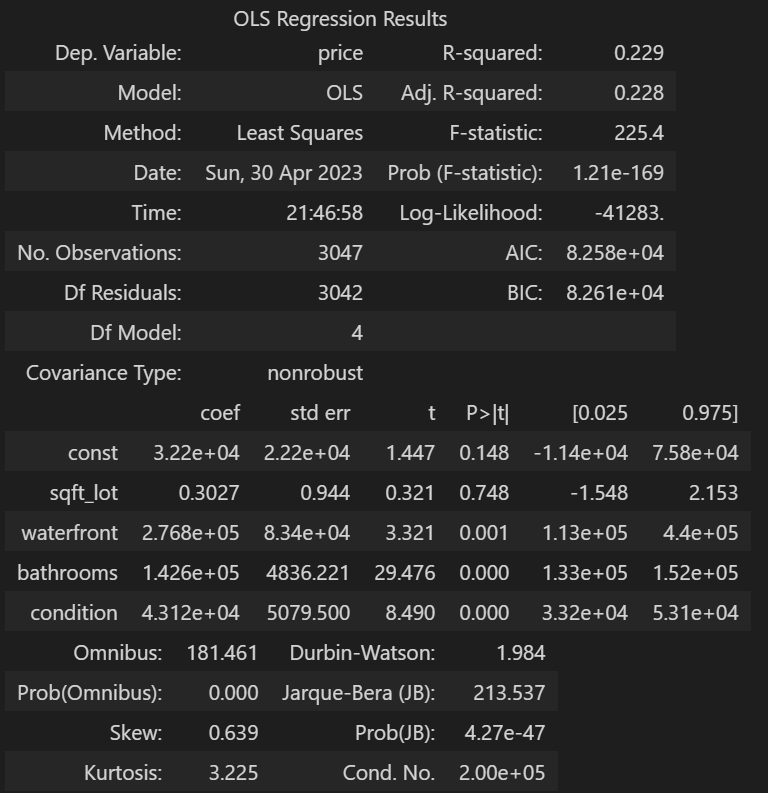 OLS Regression Results
Dep. Variable: price R-squared: 0.229
Model: OLS Adj. R-squared: 0.228
Method: Least Squares F-statistic: 225.4
Date: Sun, 30 Apr 2023 Prob (F-statistic): 1.21e-169
Time: 21:46:58 Log-Likelihood: -41283.
No. Observations: 3047 AIC: 8.258e+04
Df Residuals: 3042 BIC: 8.261e+04
Df Model: 4
Covariance Type: nonrobust
coef std err t P>|t| [0.025 0.975]
const 3.22e+04 2.22e+04 1.447 0.148 -1.14e+04 7.58e+04
sqft_lot 0.3027 0.944 0.321 0.748 -1.548 2.153
waterfront 2.768e+05 8.34e+04 3.321 0.001 1.13e+05 4.4e+05
bathrooms 1.426e+05 4836.221 29.476 0.000 1.33e+05 1.52e+05
condition 4.312e+04 5079.500 8.490 0.000 3.32e+04 5.31e+04
Omnibus: 181.461 Durbin-Watson: 1.984
Prob(Omnibus): 0.000 Jarque-Bera (JB): 213.537
Skew: 0.639 Prob(JB): 4.27e-47
Kurtosis: 3.225 Cond. No. 2.00e+05